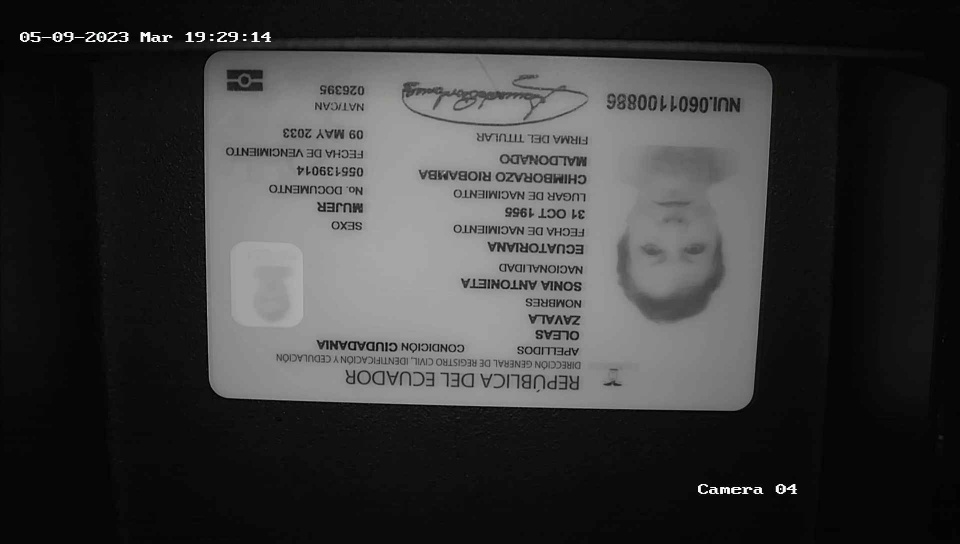 05-09-2023 Mar 19:29:14
REPÚBLICA DEL ECUADOR
DIRECCIÓN GENERAL DE REGISTRO CIVIL, IDENTIFICACIÓN Y CEDULACIÓN
APELLIDOS
CONDICIÓN CIUDADANIA
OLEAS
ZAVALA
NOMBRES
SONIA ANTONIETA
NACIONALIDAD
ECUATORIANA
FECHA DE NACIMIENTO
31 OCT 1955
LUGAR DE NACIMIENTO
CHIMBORAZO RIOBAMBA
MALDONADO
FIRMA DEL TITULAR
SEXO
MUJER
No. DOCUMENTO
055139014
FECHA DE VENCIMIENTO
09 MAY 2033
NAT/CAN
026395
NUI.0601100886
Camera 04